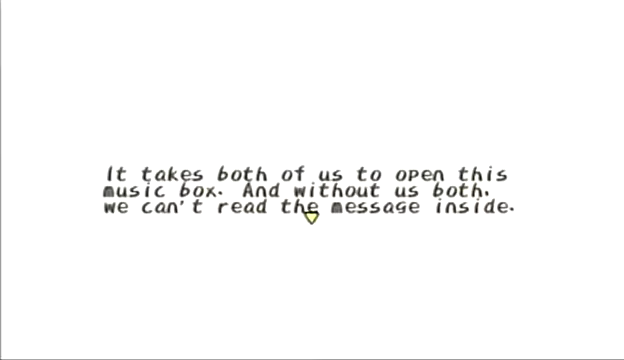 It takes both of us to open this
music box. And without us both.
we can't read the message inside.